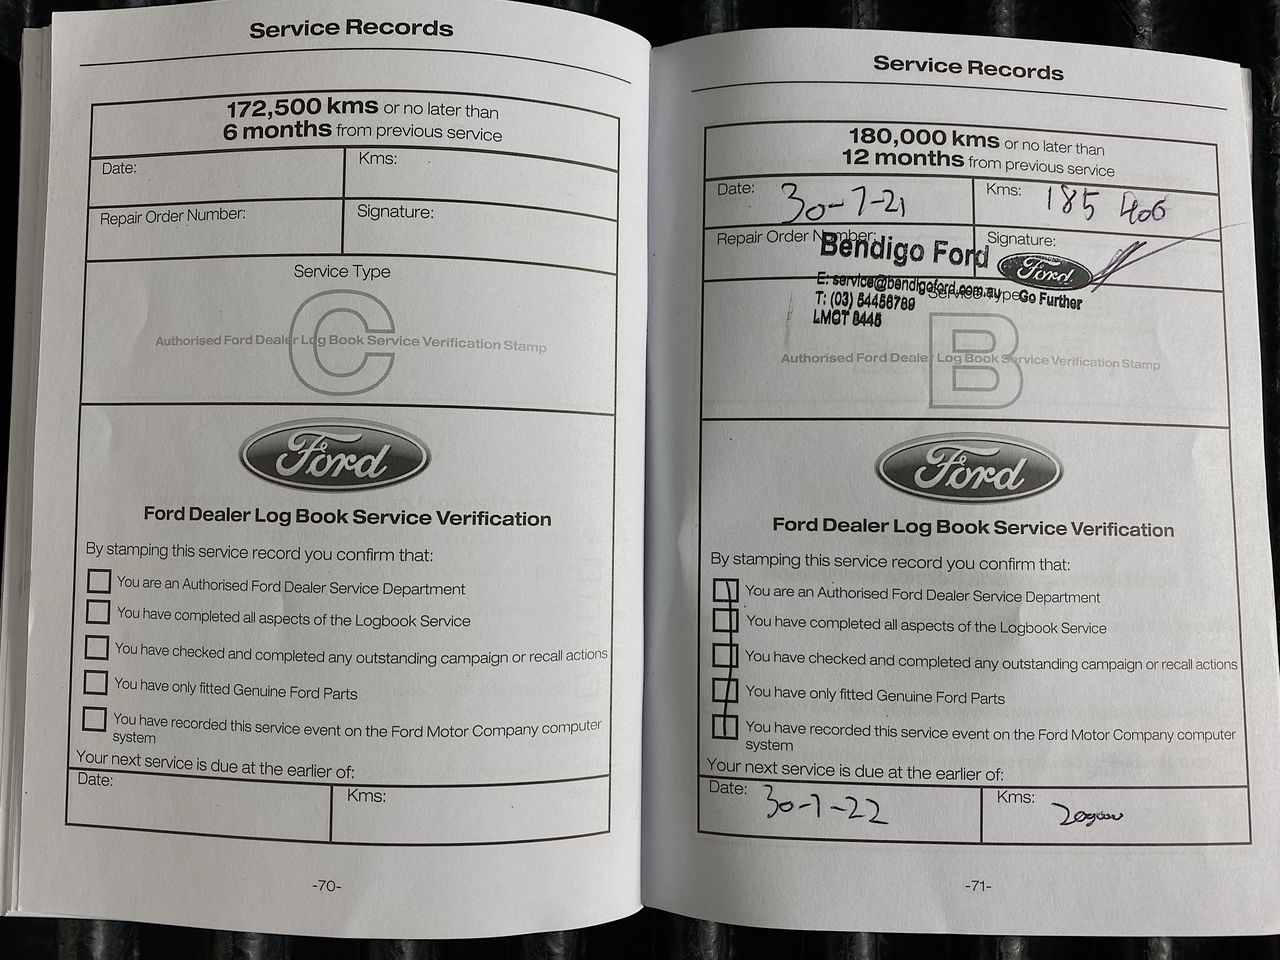 Service Records
172,500 kms or no later than
6 months from previous service
Date:
Kms:
Repair Order Number:
Signature:
Service Type
C
Authorised Ford Dealer Log Book Service Verification Stamp
Ford
Ford Dealer Log Book Service Verification
By stamping this service record you confirm that:
You are an Authorised Ford Dealer Service Department
You have completed all aspects of the Logbook Service
You have checked and completed any outstanding campaign or recall actions
You have only fitted Genuine Ford Parts
You have recorded this service event on the Ford Motor Company computer
system
Your next service is due at the earlier of:
Date:
Kms:
-70-
Service Records
180,000 kms or no later than
12 months from previous service
Date: 30-7-21
Kms: 185 406
Repair Order Number:
Signature:
Bendigo Ford
Ford
E: service@bendigoford.com.au Go Further
T: (03) 54456789
LMCT 8445
Service Type
B
Authorised Ford Dealer Log Book Service Verification Stamp
Ford
Ford Dealer Log Book Service Verification
By stamping this service record you confirm that:
You are an Authorised Ford Dealer Service Department
You have completed all aspects of the Logbook Service
You have checked and completed any outstanding campaign or recall actions
You have only fitted Genuine Ford Parts
You have recorded this service event on the Ford Motor Company computer
system
Your next service is due at the earlier of:
Date: 30-7-22
Kms:
-71-